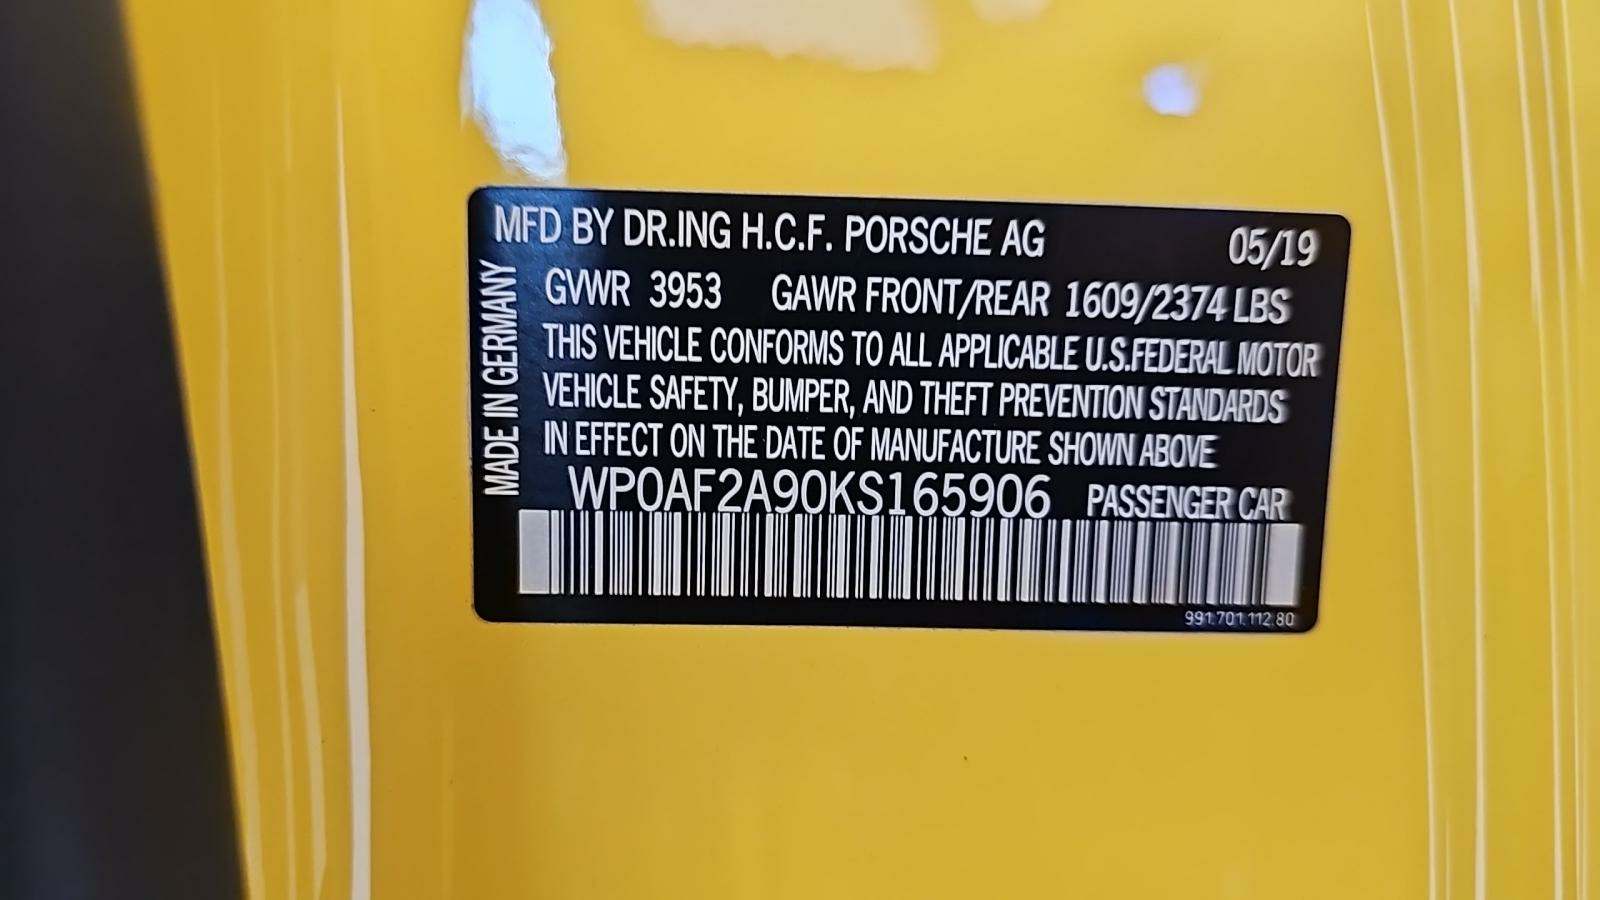 MFD BY DR.ING H.C.F. PORSCHE AG 05/19
GVWR 3953 GAWR FRONT/REAR 1609/2374 LBS
THIS VEHICLE CONFORMS TO ALL APPLICABLE U.S.FEDERAL MOTOR
VEHICLE SAFETY, BUMPER, AND THEFT PREVENTION STANDARDS
IN EFFECT ON THE DATE OF MANUFACTURE SHOWN ABOVE
WP0AF2A90KS165906 PASSENGER CAR
991.701.112.80
MADE IN GERMANY